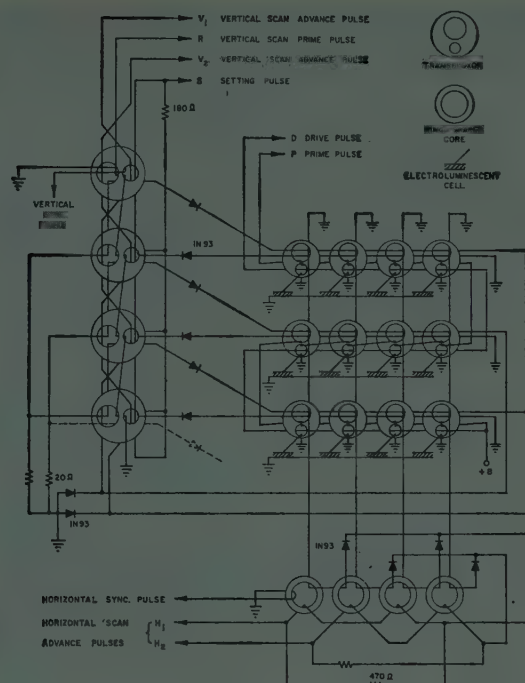 V1 VERTICAL SCAN ADVANCE PULSE
R VERTICAL SCAN PRIME PULSE
V2 VERTICAL SCAN ADVANCE PULSE
S SETTING PULSE
180 Ω
D DRIVE PULSE
P PRIME PULSE
CORE
ELECTROLUMINESCENT
CELL
VERTICAL
IN93
+B
20 Ω
IN93
IN93
HORIZONTAL SYNC. PULSE
HORIZONTAL SCAN
ADVANCE PULSES
H1
H2
470 Ω